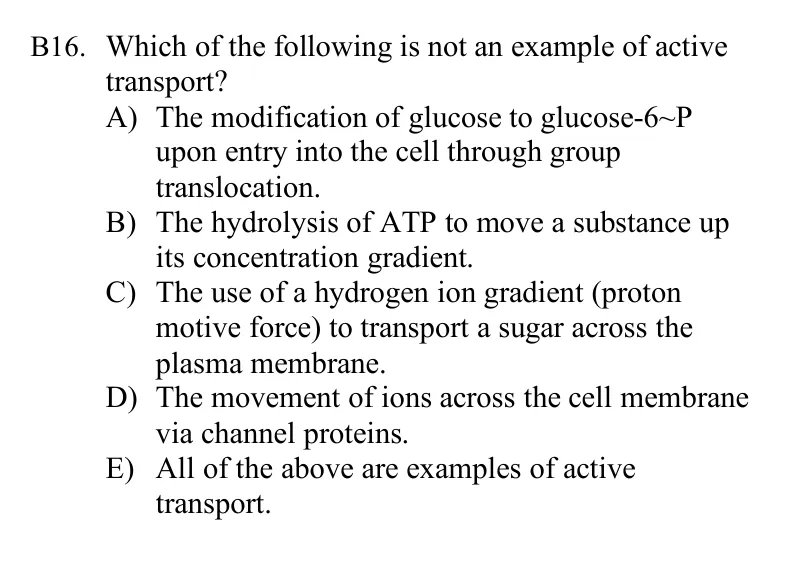 B16. Which of the following is not an example of active
transport?
A) The modification of glucose to glucose-6~P
upon entry into the cell through group
translocation.
B) The hydrolysis of ATP to move a substance up
its concentration gradient.
C) The use of a hydrogen ion gradient (proton
motive force) to transport a sugar across the
plasma membrane.
D) The movement of ions across the cell membrane
via channel proteins.
E) All of the above are examples of active
transport.